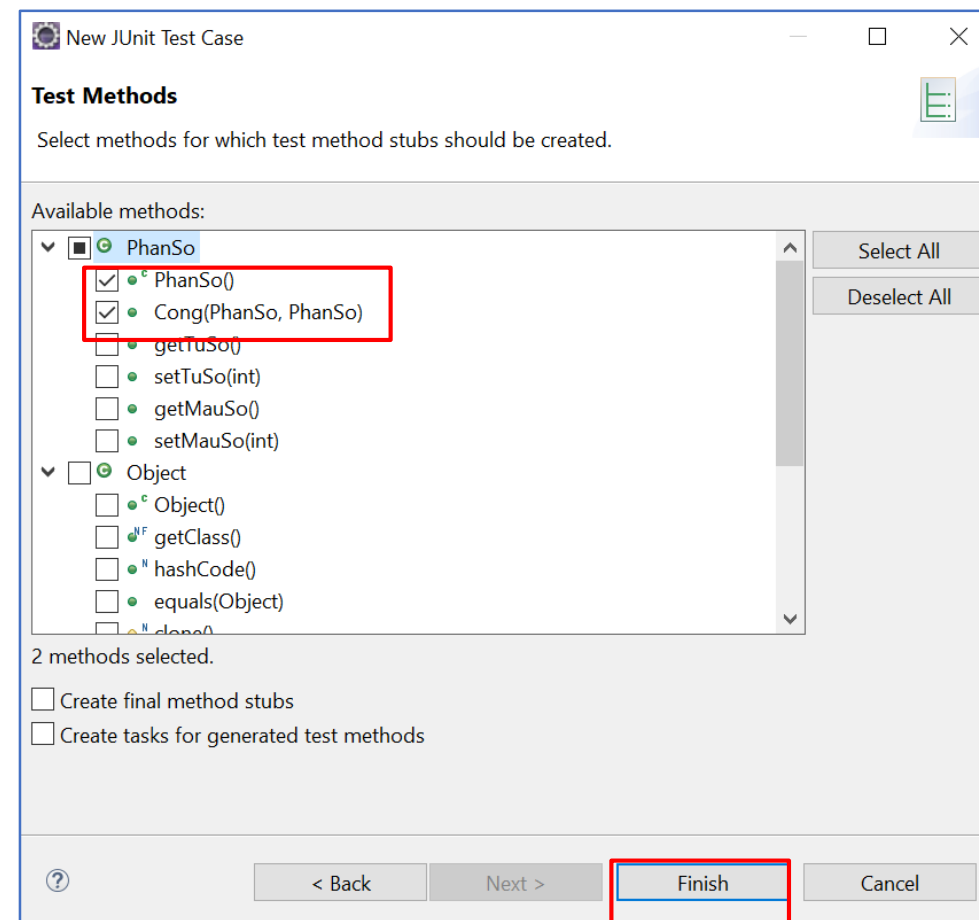 New JUnit Test Case
Test Methods
Select methods for which test method stubs should be created.
Available methods:
PhanSo
Select All
PhanSo()
Deselect All
Cong(PhanSo, PhanSo)
getTuSo()
setTuSo(int)
getMauSo()
setMauSo(int)
Object
Object()
getClass()
hashCode()
equals(Object)
clone()
2 methods selected.
Create final method stubs
Create tasks for generated test methods
< Back Next > Finish Cancel